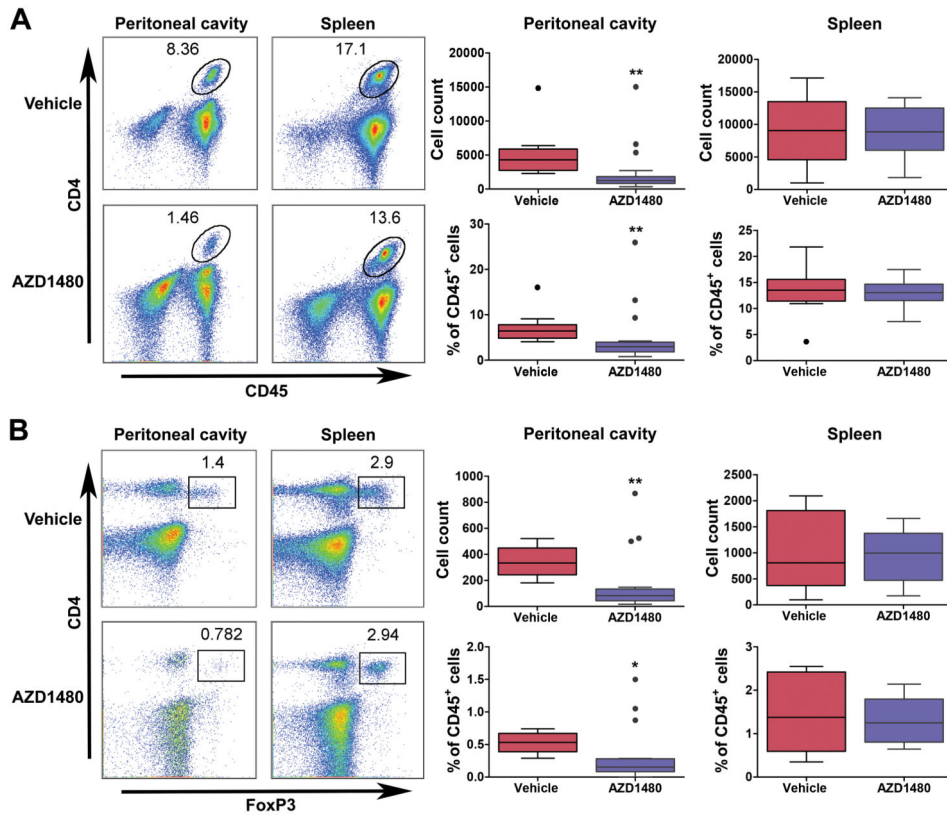 A
Peritoneal cavity Spleen
8.36 17.1
Vehicle
CD4
1.46 13.6
AZD1480
CD45
Peritoneal cavity
Cell count
20000
15000
10000
5000
0
**
Vehicle AZD1480
Spleen
Cell count
20000
15000
10000
5000
0
Vehicle AZD1480
% of CD45+ cells
30
20
10
0
**
Vehicle AZD1480
% of CD45+ cells
25
20
15
10
5
0
Vehicle AZD1480
B
Peritoneal cavity Spleen
1.4 2.9
Vehicle
CD4
0.782 2.94
AZD1480
FoxP3
Peritoneal cavity
Cell count
1000
800
600
400
200
0
**
Vehicle AZD1480
Spleen
Cell count
2500
2000
1500
1000
500
0
Vehicle AZD1480
% of CD45+ cells
2.0
1.5
1.0
0.5
0.0
*
Vehicle AZD1480
% of CD45+ cells
3
2
1
0
Vehicle AZD1480